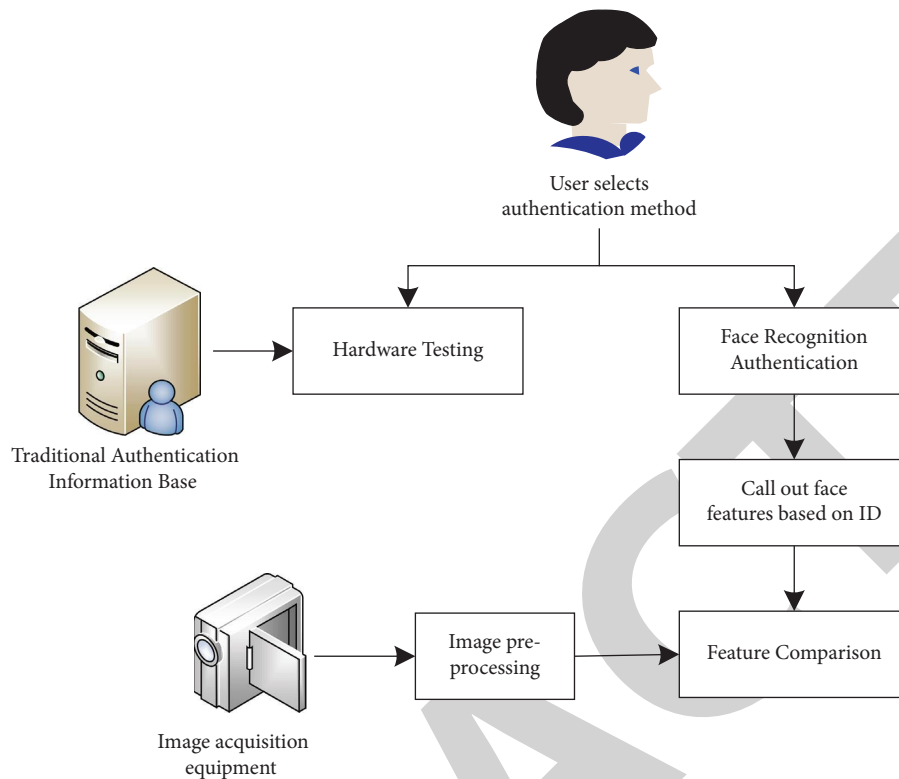 User selects
authentication method
Hardware Testing
Face Recognition
Authentication
Traditional Authentication
Information Base
Call out face
features based on ID
Image pre-
processing
Feature Comparison
Image acquisition
equipment